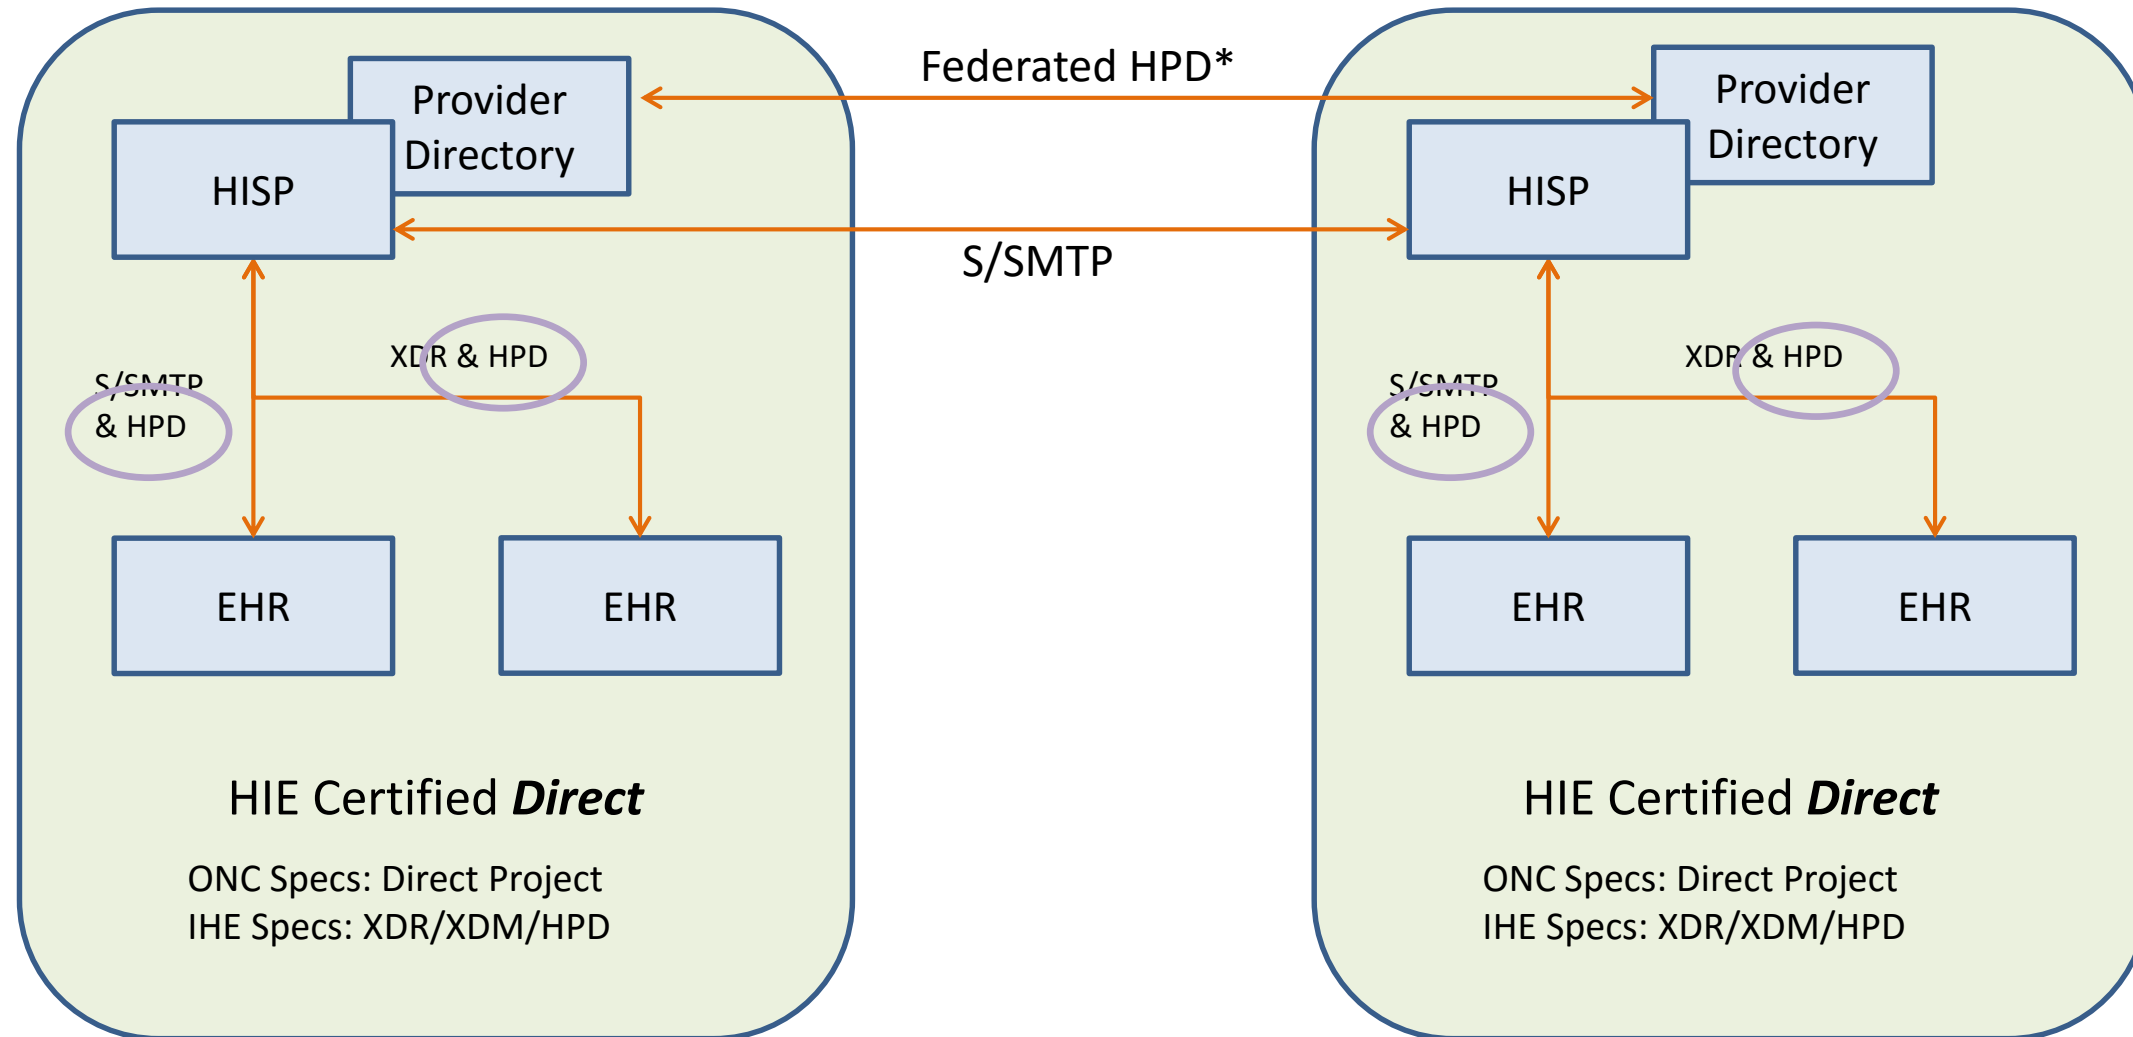 Federated HPD*
Provider
Directory
HISP
S/SMTP
XDR & HPD
S/SMTP
& HPD
EHR
EHR
HIE Certified Direct
ONC Specs: Direct Project
IHE Specs: XDR/XDM/HPD
Provider
Directory
HISP
XDR & HPD
S/SMTP
& HPD
EHR
EHR
HIE Certified Direct
ONC Specs: Direct Project
IHE Specs: XDR/XDM/HPD